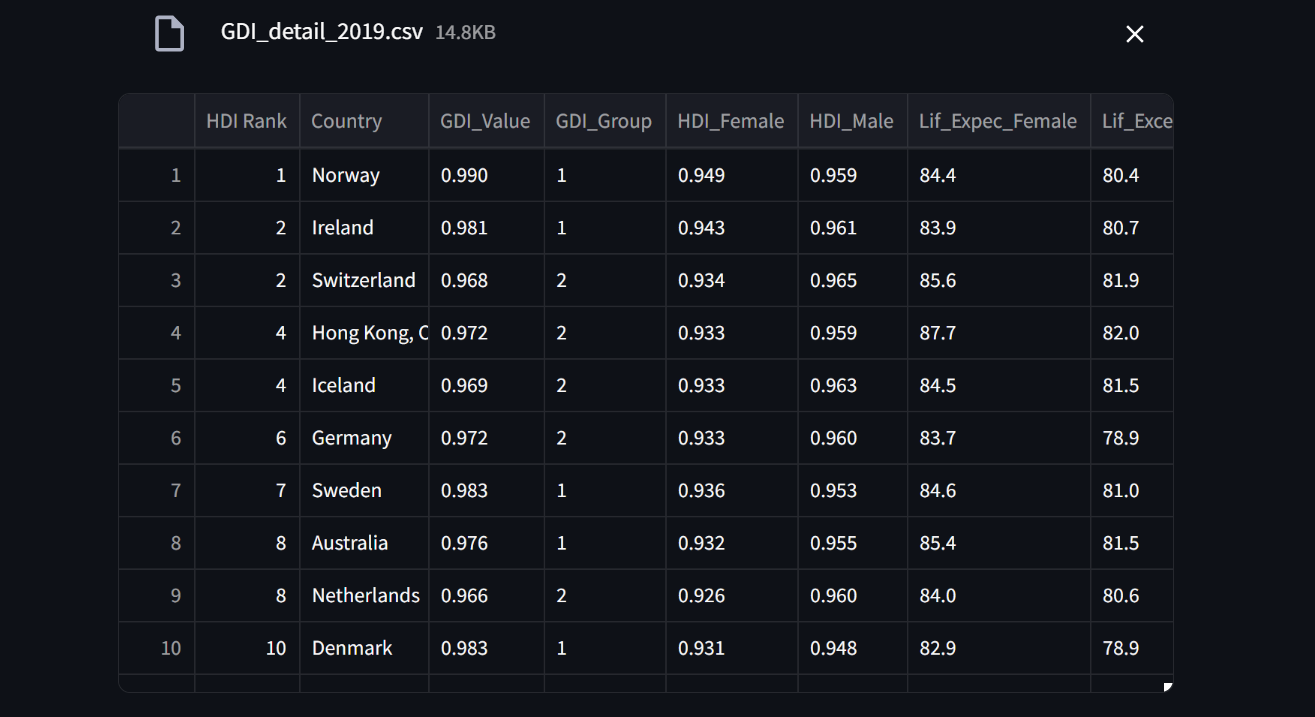 GDI_detail_2019.csv 14.8KB
HDI Rank Country GDI_Value GDI_Group HDI_Female HDI_Male Lif_Expec_Female Lif_Exce
1 1 Norway 0.990 1 0.949 0.959 84.4 80.4
2 2 Ireland 0.981 1 0.943 0.961 83.9 80.7
3 2 Switzerland 0.968 2 0.934 0.965 85.6 81.9
4 4 Hong Kong, C 0.972 2 0.933 0.959 87.7 82.0
5 4 Iceland 0.969 2 0.933 0.963 84.5 81.5
6 6 Germany 0.972 2 0.933 0.960 83.7 78.9
7 7 Sweden 0.983 1 0.936 0.953 84.6 81.0
8 8 Australia 0.976 1 0.932 0.955 85.4 81.5
9 8 Netherlands 0.966 2 0.926 0.960 84.0 80.6
10 10 Denmark 0.983 1 0.931 0.948 82.9 78.9